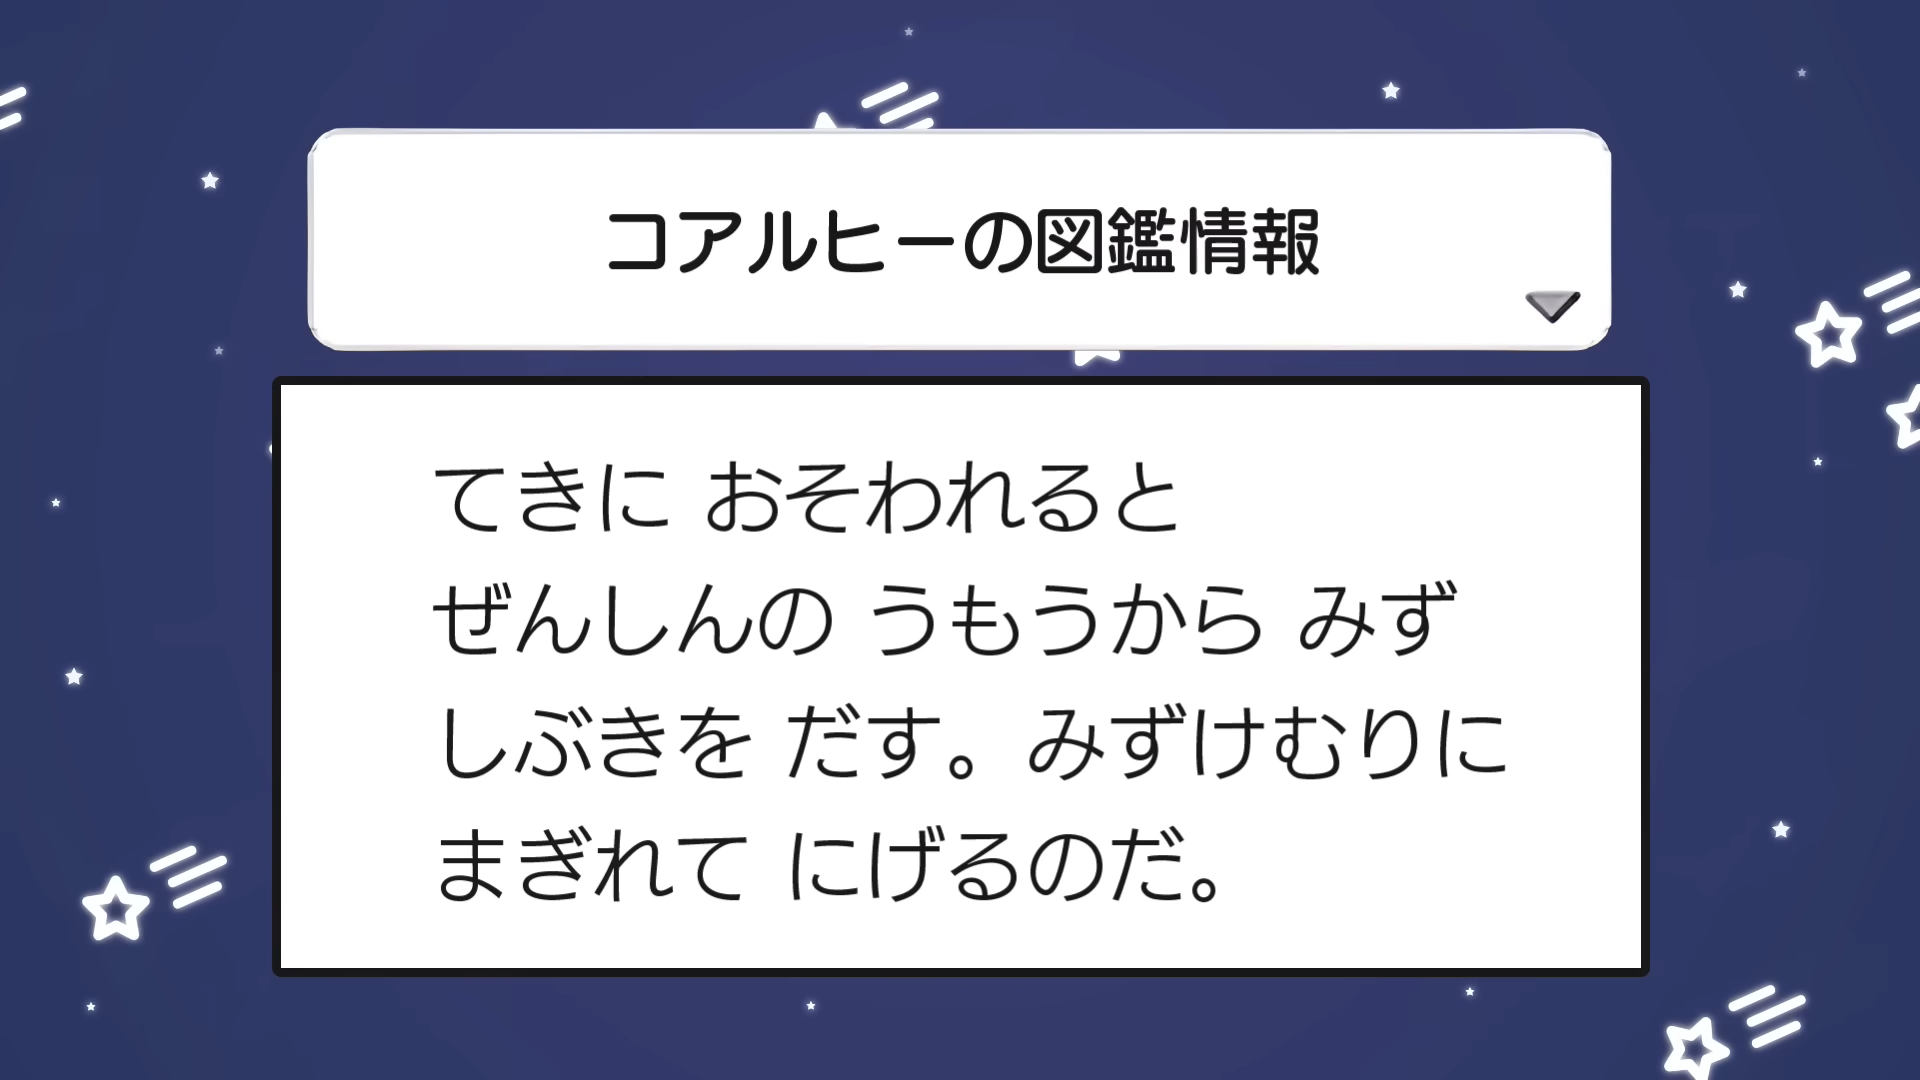 コアルヒーの図鑑情報
てきに おそわれると
ぜんしんの うもうから みず
しぶきを だす。みずけむりに
まぎれて にげるのだ。